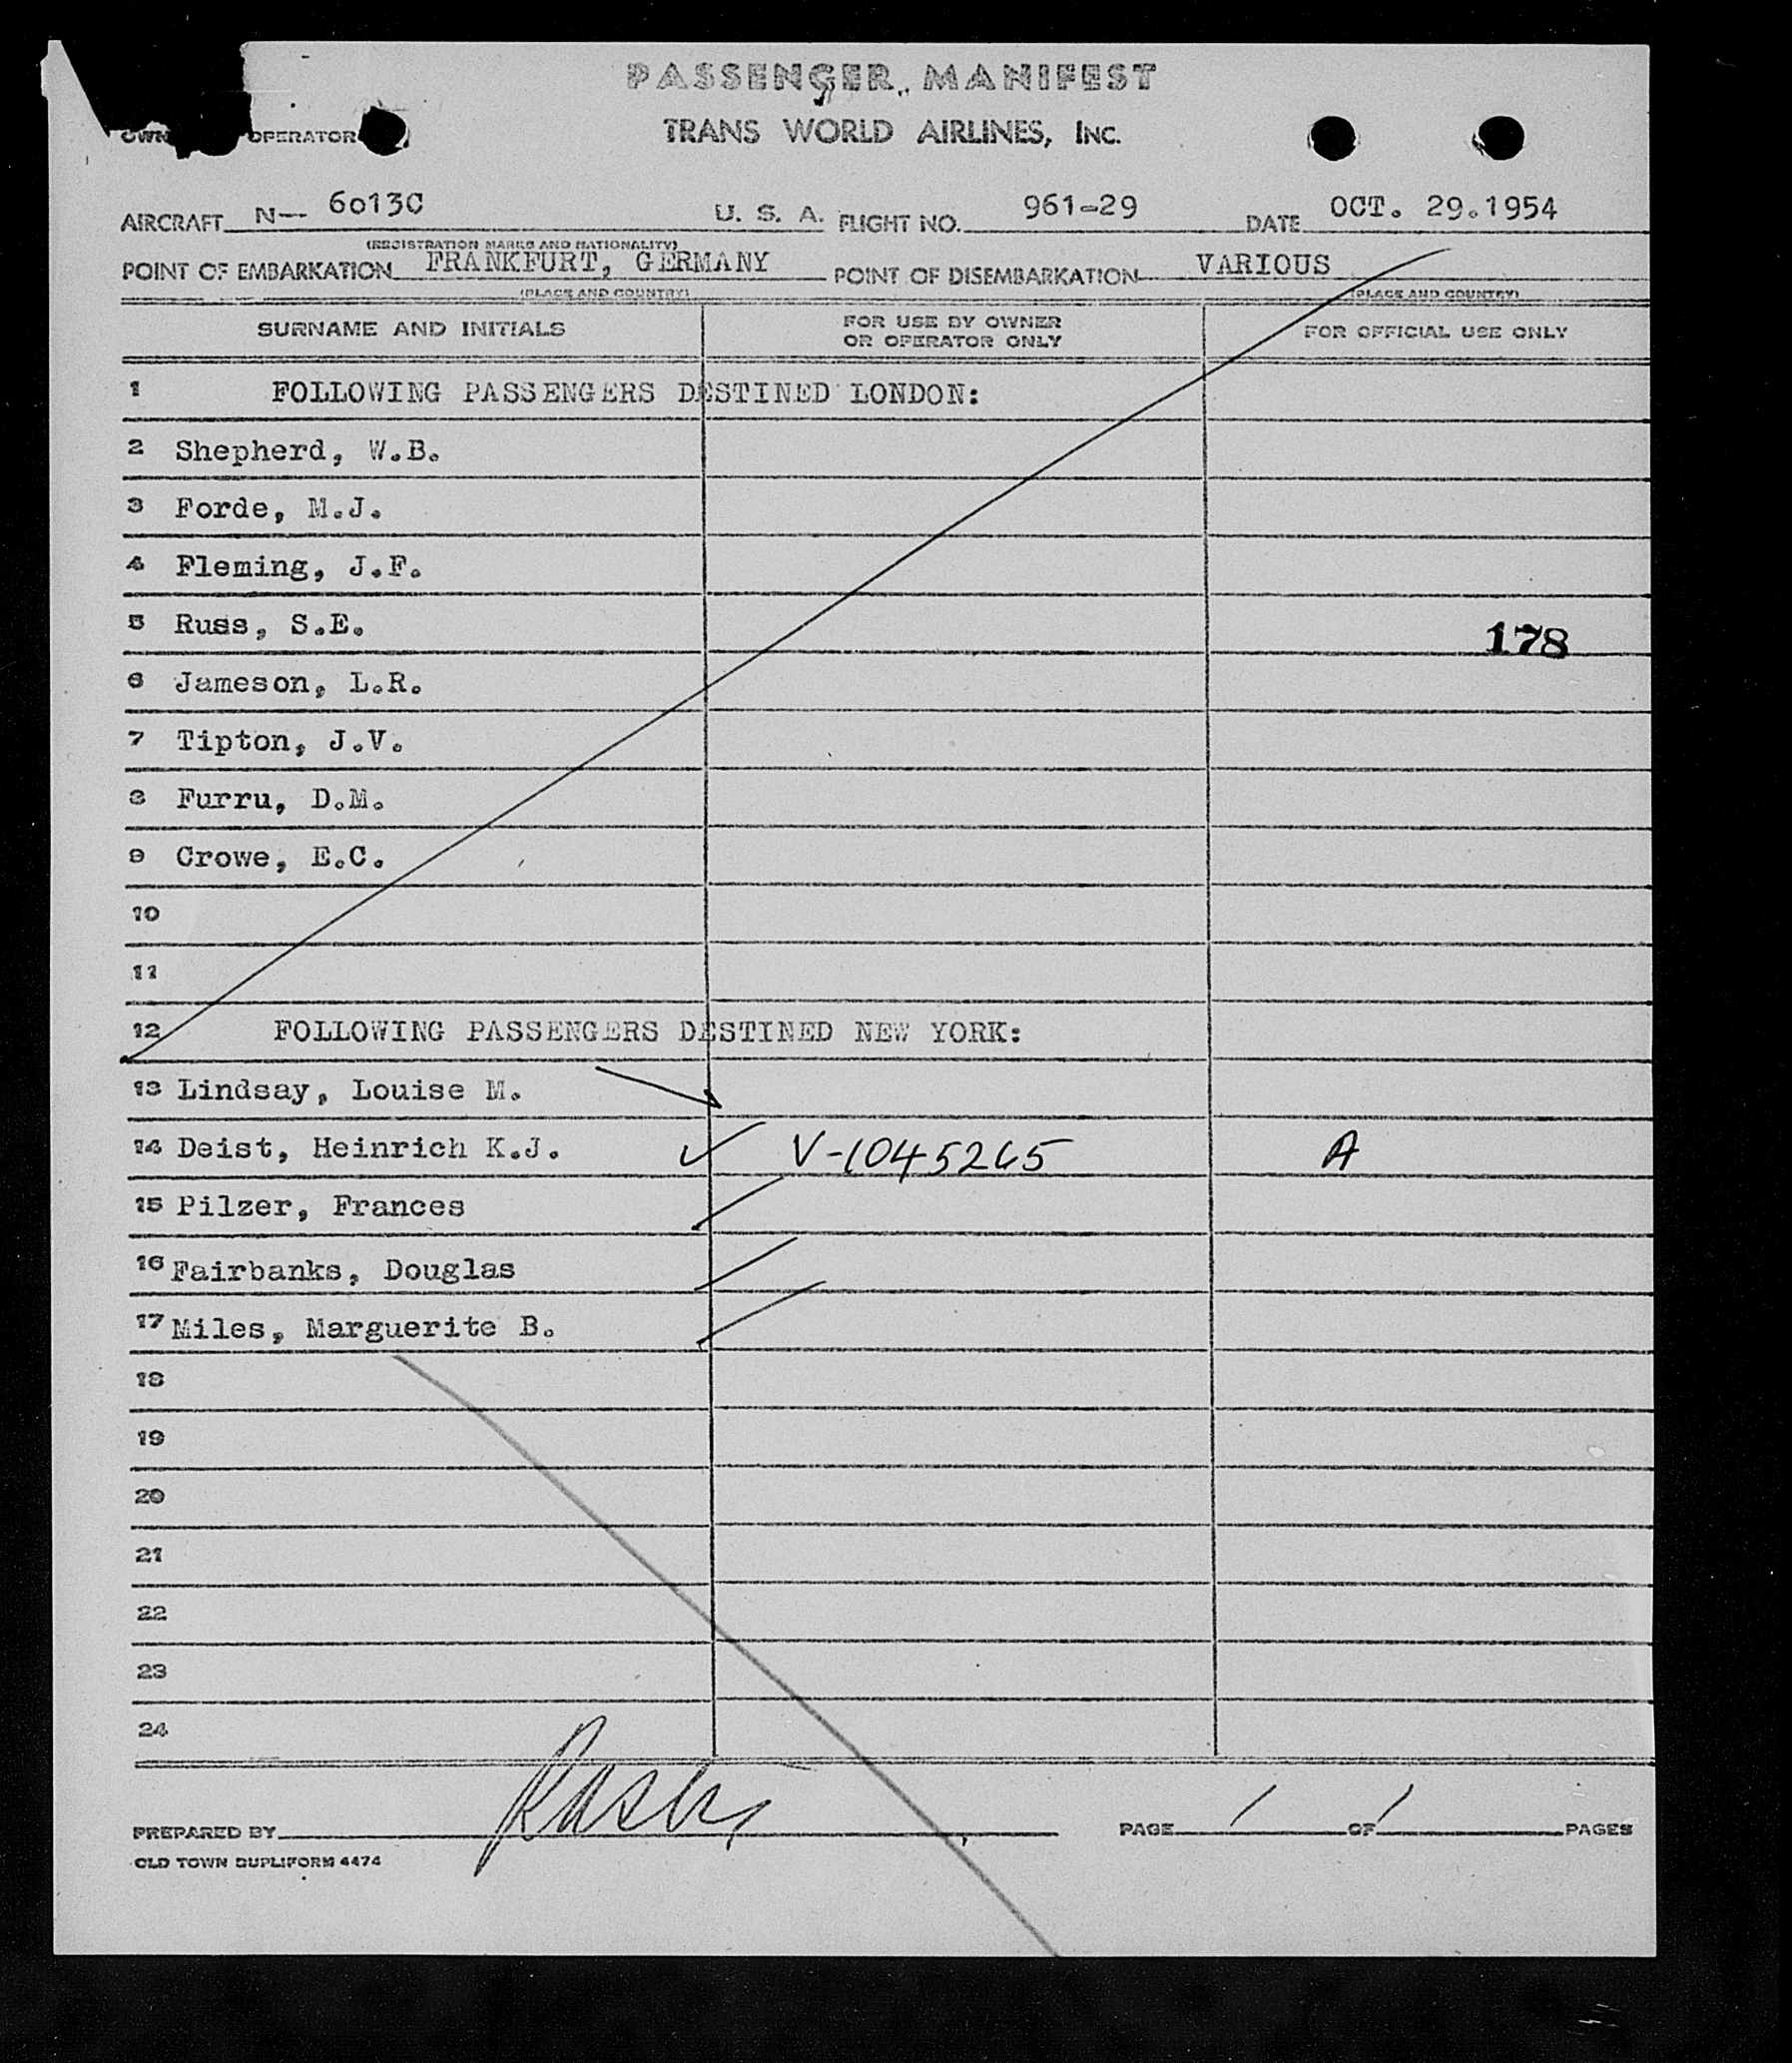 PASSENGER MANIFEST
OPERATOR TRANS WORLD AIRLINES, INC.
AIRCRAFT N— 6013C U. S. A. FLIGHT NO. 961-29 DATE OCT. 29.1954
(REGISTRATION MARKS AND NATIONALITY)
POINT OF EMBARKATION FRANKFURT, GERMANY POINT OF DISEMBARKATION VARIOUS
(PLACE AND COUNTRY) (PLACE AND COUNTRY)
SURNAME AND INITIALS FOR USE BY OWNER OR OPERATOR ONLY FOR OFFICIAL USE ONLY
1 FOLLOWING PASSENGERS DESTINED LONDON:
2 Shepherd, W.B.
3 Forde, M.J.
4 Fleming, J.F.
5 Russ, S.E. 178
6 Jameson, L.R.
7 Tipton, J.V.
8 Furru, D.M.
9 Crowe, E.C.
10
11
12 FOLLOWING PASSENGERS DESTINED NEW YORK:
13 Lindsay, Louise M.
14 Deist, Heinrich K.J. ✓ V-1045265 A
15 Pilzer, Frances
16 Fairbanks, Douglas
17 Miles, Marguerite B.
18
19
20
21
22
23
24
PREPARED BY PAGE 1 OF 1 PAGES
OLD TOWN DUPLIFORM 4474